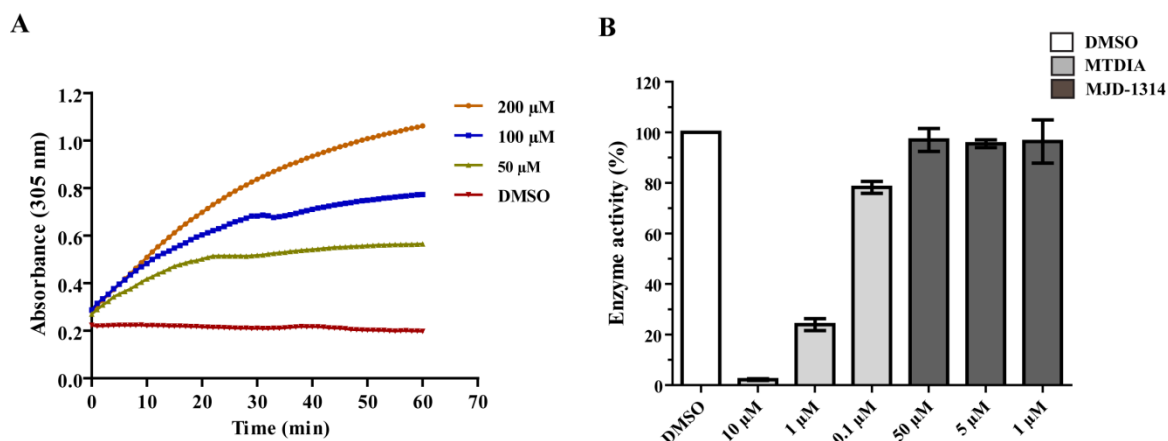 A
Absorbance (305 nm)
1.2
1.0
0.8
0.6
0.4
0.2
0.0
0 10 20 30 40 50 60 70
Time (min)
200 µM
100 µM
50 µM
DMSO
B
DMSO
MTDIA
MJD-1314
Enzyme activity (%)
120
100
80
60
40
20
0
DMSO 10 µM 1 µM 0.1 µM 50 µM 5 µM 1 µM